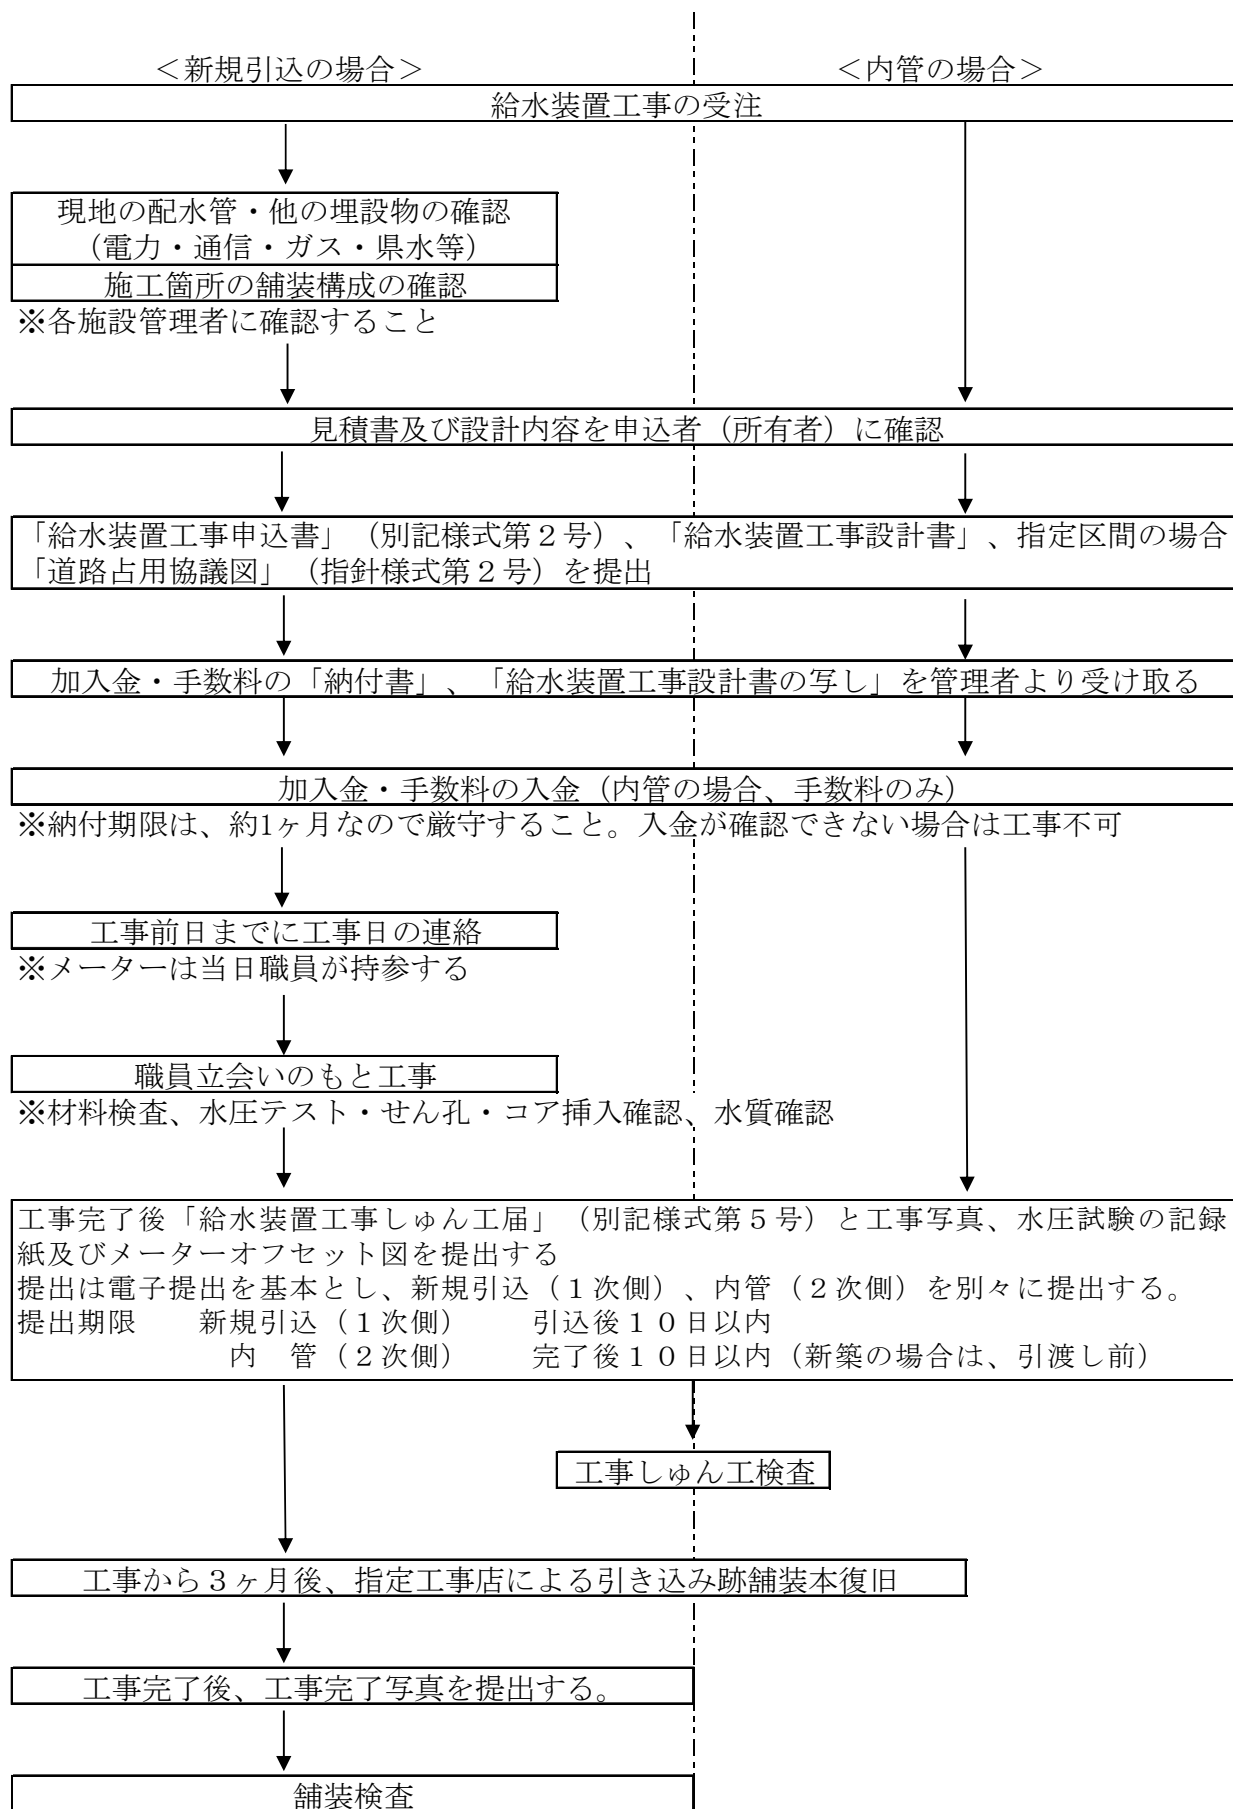 ＜新規引込の場合＞
＜内管の場合＞
給水装置工事の受注
現地の配水管・他の埋設物の確認
（電力・通信・ガス・県水等）
施工箇所の舗装構成の確認
※各施設管理者に確認すること
見積書及び設計内容を申込者（所有者）に確認
「給水装置工事申込書」（別記様式第２号）、「給水装置工事設計書」、指定区間の場合
「道路占用協議図」（指針様式第２号）を提出
加入金・手数料の「納付書」、「給水装置工事設計書の写し」を管理者より受け取る
加入金・手数料の入金（内管の場合、手数料のみ）
※納付期限は、約1ヶ月なので厳守すること。入金が確認できない場合は工事不可
工事前日までに工事日の連絡
※メーターは当日職員が持参する
職員立会いのもと工事
※材料検査、水圧テスト・せん孔・コア挿入確認、水質確認
工事完了後「給水装置工事しゅん工届」（別記様式第５号）と工事写真、水圧試験の記録
紙及びメーターオフセット図を提出する
提出は電子提出を基本とし、新規引込（１次側）、内管（２次側）を別々に提出する。
提出期限　　新規引込（１次側）　　引込後１０日以内
内　管（２次側）　　完了後１０日以内（新築の場合は、引渡し前）
工事しゅん工検査
工事から３ヶ月後、指定工事店による引き込み跡舗装本復旧
工事完了後、工事完了写真を提出する。
舗装検査